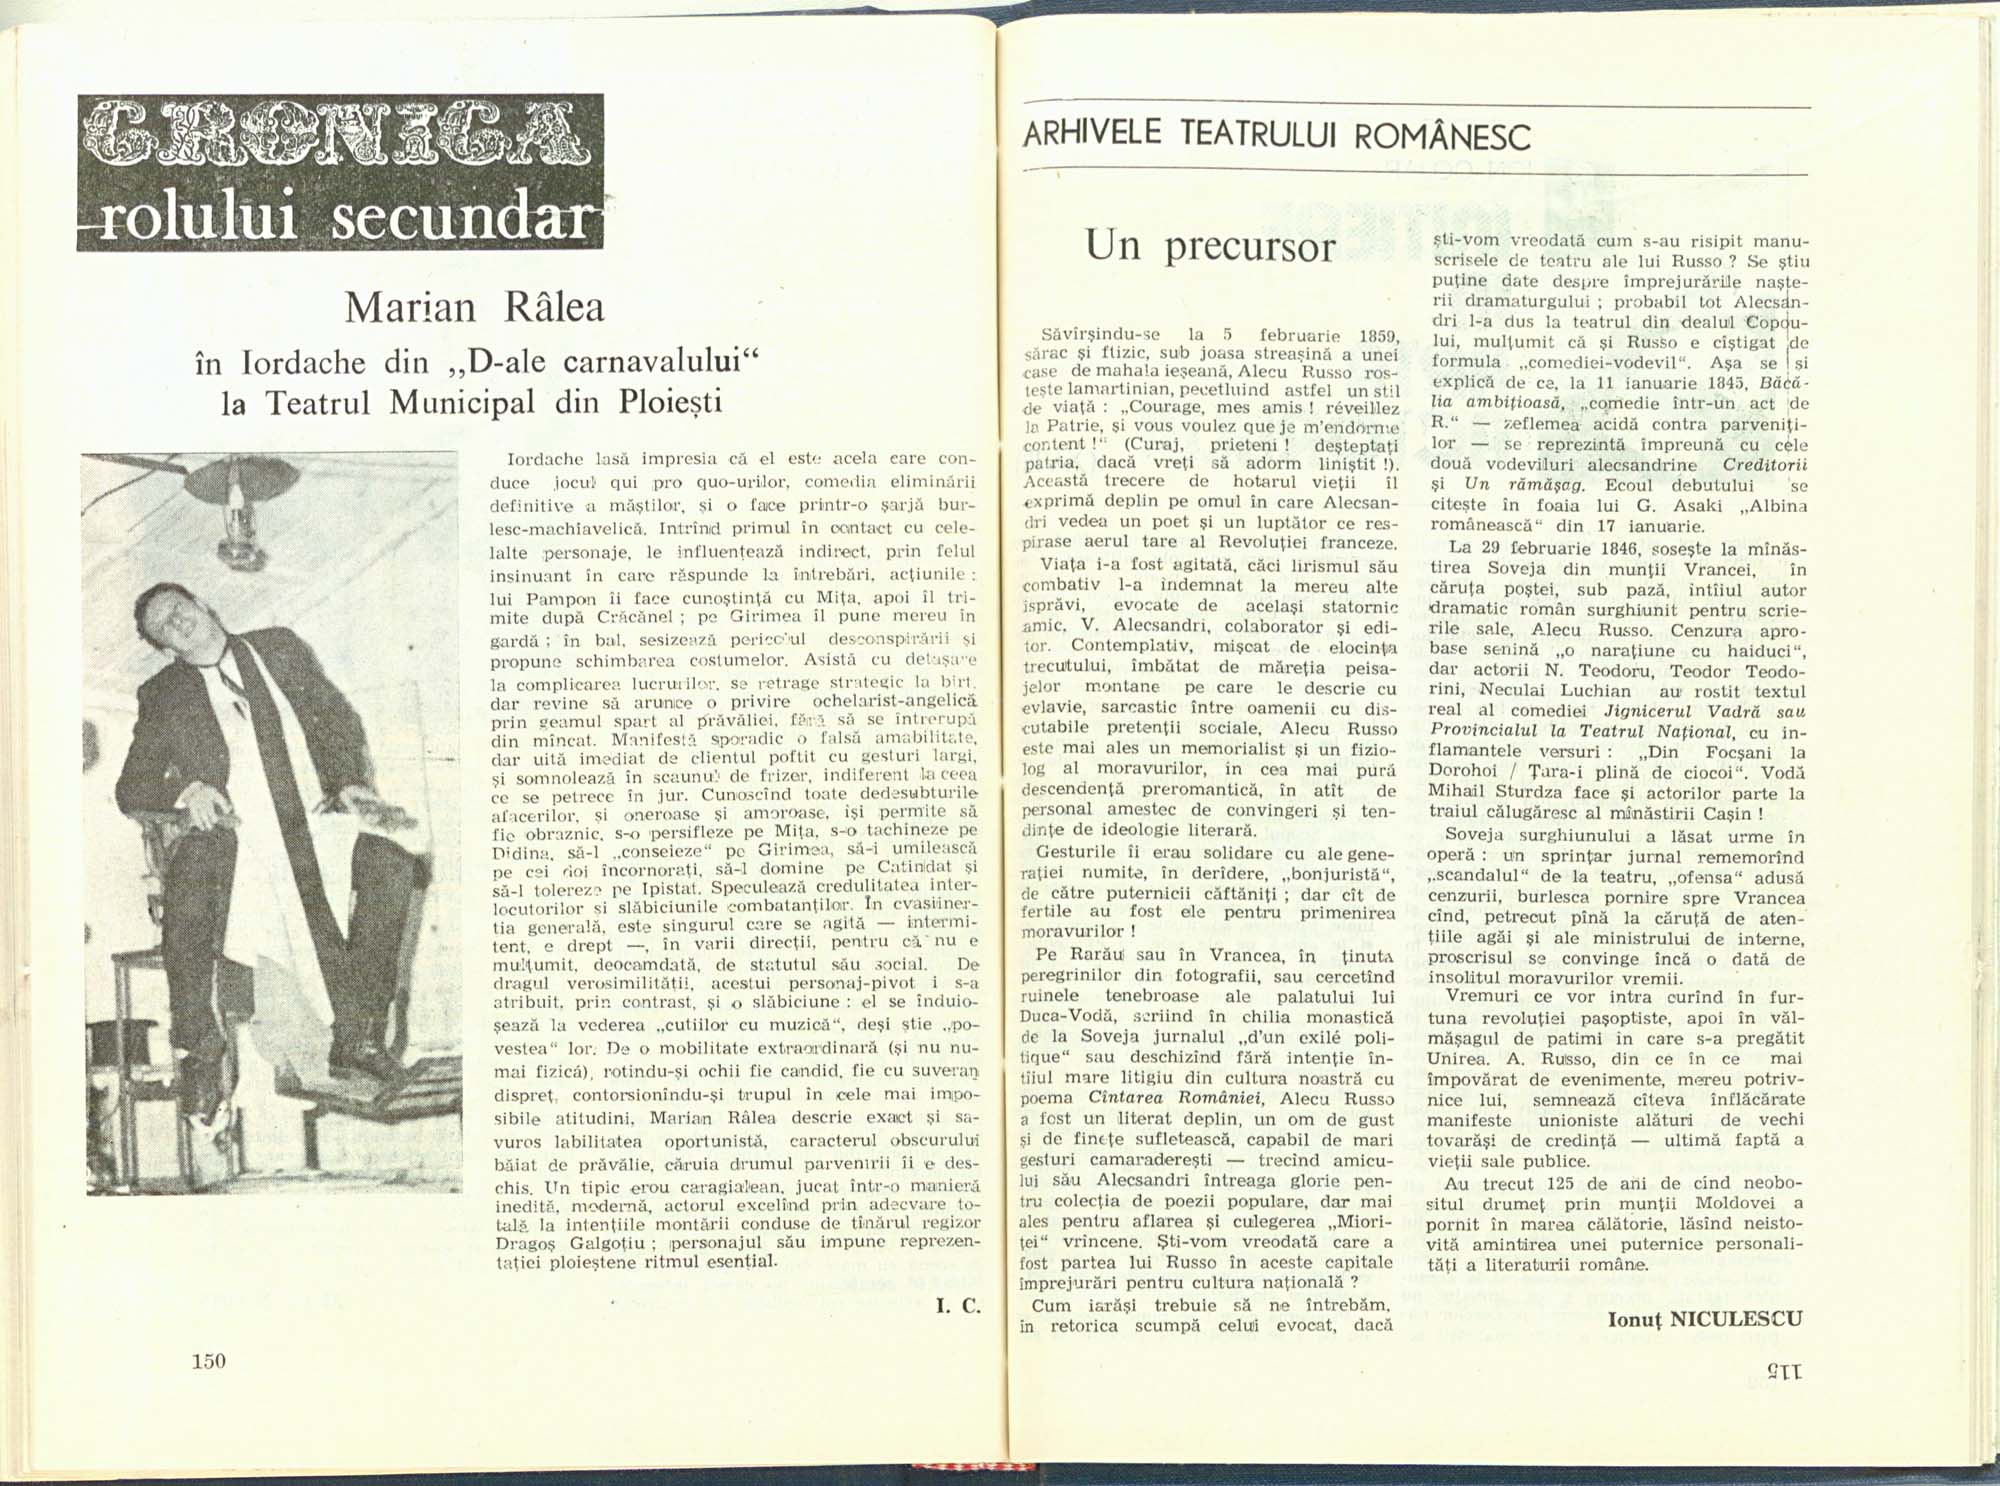 CRONICA
rolului secundar
Marian Râlea
în Iordache din „D-ale carnavalului“
la Teatrul Municipal din Ploiești
Iordache lasă impresia că el este acela care con-
duce jocul qui pro quo-urilor, comedia eliminării
definitive a măștilor, și o face printr-o șarjă bur-
lesc-machiavelică. Intrînd primul în contact cu cele-
lalte personaje, le influențează indirect, prin felul
insinuant în care răspunde la întrebări, acțiunile :
lui Pampon îi face cunoștință cu Mița, apoi îl tri-
mite după Crăcănel ; pe Girimea îl pune mereu în
gardă ; în bal, sesizează pericolul desconspirării și
propune schimbarea costumelor. Asistă cu detașare
la complicarea lucrurilor, se retrage strategic la birt,
dar revine să arunce o privire ochelarist-angelică
prin geamul spart al prăvăliei, fără să se întrerupă
din mîncat. Manifestă sporadic o falsă amabilitate,
dar uită imediat de clientul poftit cu gesturi largi,
și somnolează în scaunul de frizer, indiferent la ceea
ce se petrece în jur. Cunoscînd toate dedesubturile
afacerilor, și oneroase și amoroase, își permite să
fie obraznic, s-o persifleze pe Mița, s-o tachineze pe
Didina, să-l „conseieze“ pe Girimea, să-i umilească
pe cei doi încornorați, să-l domine pe Catindat și
să-l tolereze pe Ipistat. Speculează credulitatea inter-
locutorilor și slăbiciunile combatanților. În cvasiiner-
ția generală, este singurul care se agită — intermi-
tent, e drept —, în varii direcții, pentru că nu e
mulțumit, deocamdată, de statutul său social. De
dragul verosimilității, acestui personaj-pivot i s-a
atribuit, prin contrast, și o slăbiciune : el se înduio-
șează la vederea „cutiilor cu muzică“, deși știe „po-
vestea“ lor. De o mobilitate extraordinară (și nu nu-
mai fizică), rotindu-și ochii fie candid, fie cu suveran
dispreț, contorsionîndu-și trupul în cele mai impo-
sibile atitudini, Marian Râlea descrie exact și sa-
vuros labilitatea oportunistă, caracterul obscurului
băiat de prăvălie, căruia drumul parvenirii îi e des-
chis. Un tipic erou caragialean, jucat într-o manieră
inedită, modernă, actorul excelînd prin adecvare to-
tală la intențiile montării conduse de tînărul regizor
Dragoș Galgoțiu ; personajul său impune reprezen-
tației ploieștene ritmul esențial.
I. C.
150
ARHIVELE TEATRULUI ROMÂNESC
Un precursor
Săvîrșindu-se la 5 februarie 1859,
sărac și ftizic, sub joasa streașină a unei
case de mahala ieșeană, Alecu Russo ros-
tește lamartinian, pecetluind astfel un stil
de viață : „Courage, mes amis ! réveillez
la Patrie, și vous voulez que je m'endorme
content !“ (Curaj, prieteni ! deșteptați
patria, dacă vreți să adorm liniștit !).
Această trecere de hotarul vieții îl
exprimă deplin pe omul în care Alecsan-
dri vedea un poet și un luptător ce res-
pirase aerul tare al Revoluției franceze.
Viața i-a fost agitată, căci lirismul său
combativ l-a îndemnat la mereu alte
isprăvi, evocate de același statornic
amic, V. Alecsandri, colaborator și edi-
tor. Contemplativ, mișcat de elocința
trecutului, îmbătat de măreția peisa-
jelor montane pe care le descrie cu
evlavie, sarcastic între oamenii cu dis-
cutabile pretenții sociale, Alecu Russo
este mai ales un memorialist și un fizio-
log al moravurilor, în cea mai pură
descendență preromantică, în atît de
personal amestec de convingeri și ten-
dințe de ideologie literară.
Gesturile îi erau solidare cu ale gene-
rației numite, în derîdere, „bonjuristă“,
de către puternicii căftăniți ; dar cît de
fertile au fost ele pentru primenirea
moravurilor !
Pe Rarău sau în Vrancea, în ținuta
peregrinilor din fotografii, sau cercetînd
ruinele tenebroase ale palatului lui
Duca-Vodă, scriind în chilia monastică
de la Soveja jurnalul „d'un exilé poli-
tique“ sau deschizînd fără intenție în-
tîiul mare litigiu din cultura noastră cu
poema Cîntarea României, Alecu Russo
a fost un literat deplin, un om de gust
și de finețe sufletească, capabil de mari
gesturi camaraderești — trecînd amicu-
lui său Alecsandri întreaga glorie pen-
tru colecția de poezii populare, dar mai
ales pentru aflarea și culegerea „Miori-
ței“ vrîncene. Ști-vom vreodată care a
fost partea lui Russo în aceste capitale
împrejurări pentru cultura națională ?
Cum iarăși trebuie să ne întrebăm,
în retorica scumpă celui evocat, dacă
ști-vom vreodată cum s-au risipit manu-
scrisele de teatru ale lui Russo ? Se știu
puține date despre împrejurările naște-
rii dramaturgului ; probabil tot Alecsan-
dri l-a dus la teatrul din dealul Copou-
lui, mulțumit că și Russo e cîștigat de
formula „comediei-vodevil“. Așa se și
explică de ce, la 11 ianuarie 1845, Băcă-
lia ambițioasă, „comedie într-un act de
R.“ — zeflemea acidă contra parveniți-
lor — se reprezintă împreună cu cele
două vodeviluri alecsandrine Creditorii
și Un rămășag. Ecoul debutului se
citește în foaia lui G. Asaki „Albina
românească“ din 17 ianuarie.
La 29 februarie 1846, sosește la mînăs-
tirea Soveja din munții Vrancei, în
căruța poștei, sub pază, întîiul autor
dramatic român surghiunit pentru scrie-
rile sale, Alecu Russo. Cenzura apro-
base senină „o narațiune cu haiduci“,
dar actorii N. Teodoru, Teodor Teodo-
rini, Neculai Luchian au rostit textul
real al comediei Jignicerul Vadră sau
Provincialul la Teatrul Național, cu in-
flamantele versuri : „Din Focșani la
Dorohoi / Țara-i plină de ciocoi“. Vodă
Mihail Sturdza face și actorilor parte la
traiul călugăresc al mînăstirii Cașin !
Soveja surghiunului a lăsat urme în
operă : un sprințar jurnal rememorînd
„scandalul“ de la teatru, „ofensa“ adusă
cenzurii, burlesca pornire spre Vrancea
cînd, petrecut pînă la căruță de aten-
țiile agăi și ale ministrului de interne,
proscrisul se convinge încă o dată de
insolitul moravurilor vremii.
Vremuri ce vor intra curînd în fur-
tuna revoluției pașoptiste, apoi în văl-
mășagul de patimi în care s-a pregătit
Unirea. A. Russo, din ce în ce mai
împovărat de evenimente, mereu potriv-
nice lui, semnează cîteva înflăcărate
manifeste unioniste alături de vechi
tovarăși de credință — ultimă faptă a
vieții sale publice.
Au trecut 125 de ani de cînd neobo-
situl drumeț prin munții Moldovei a
pornit în marea călătorie, lăsînd neisto-
vită amintirea unei puternice personali-
tăți a literaturii române.
Ionuț NICULESCU
115